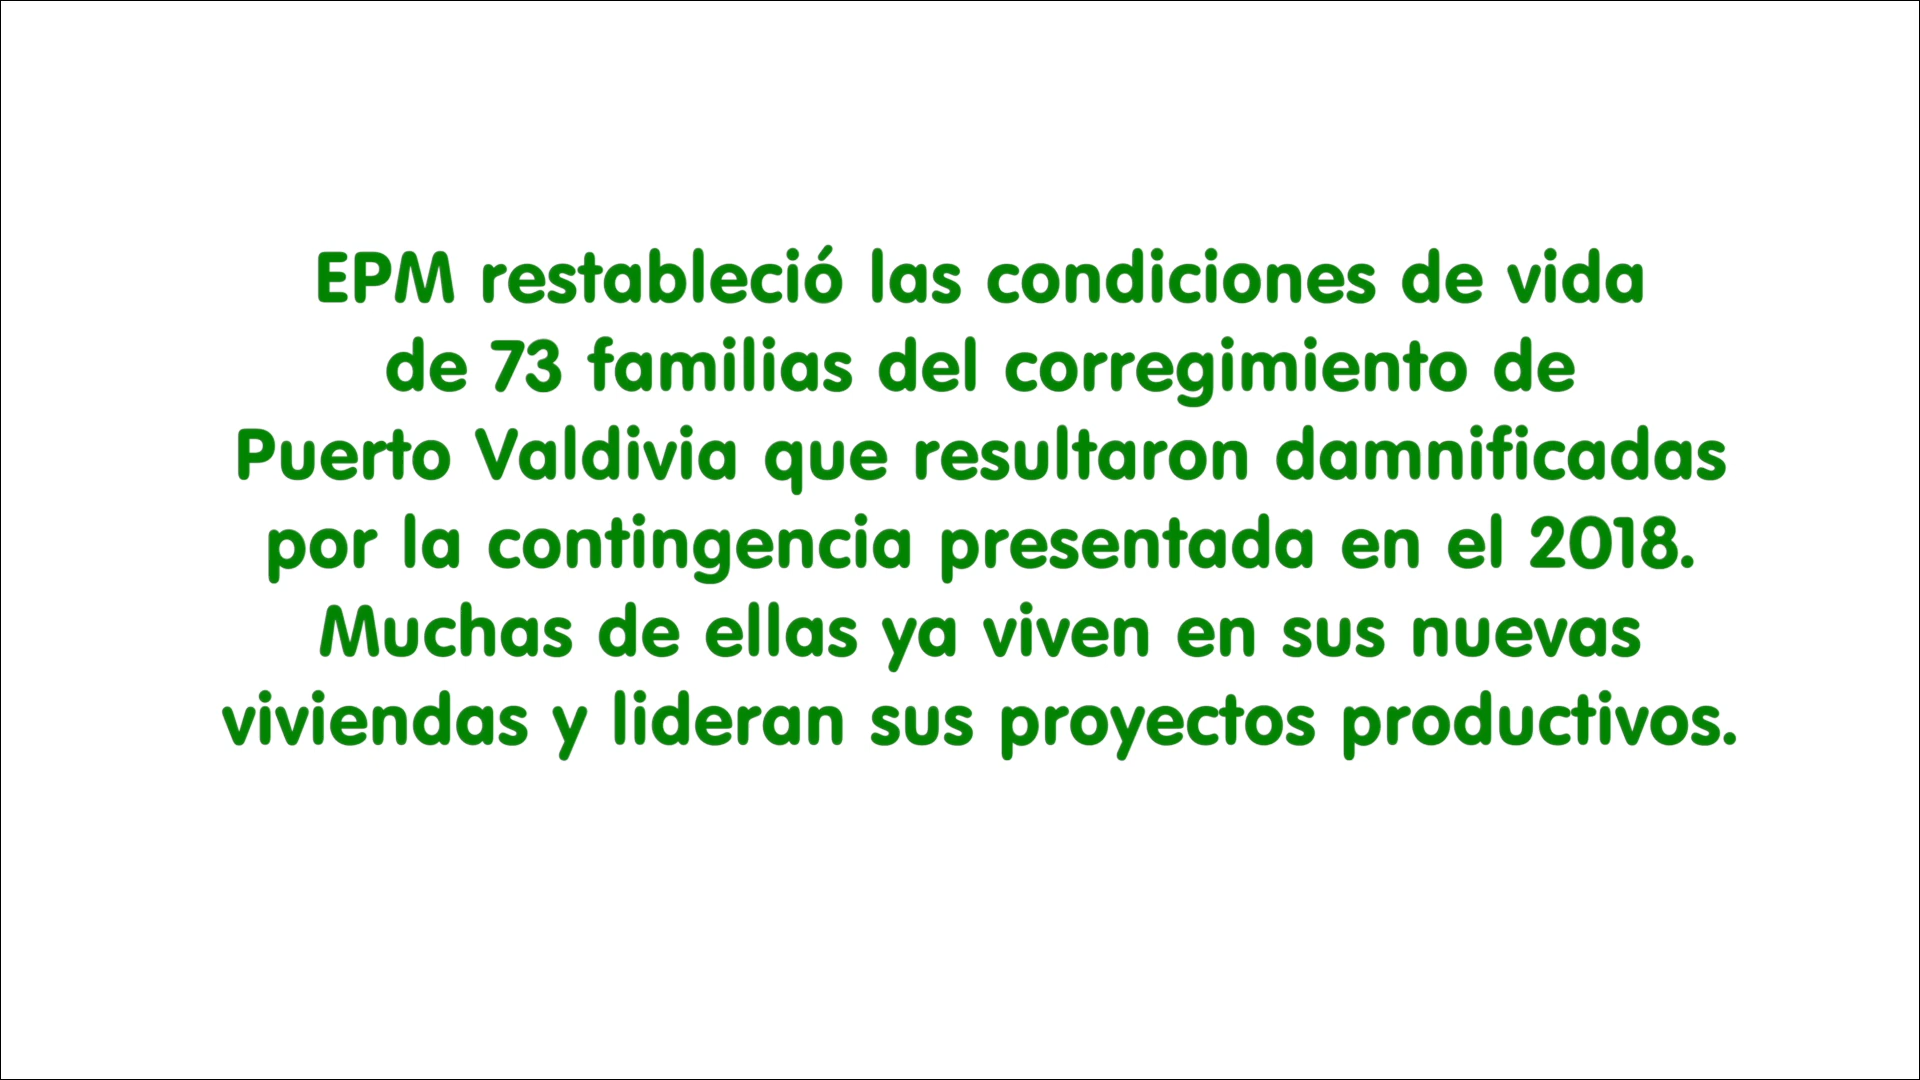 EPM restableció las condiciones de vida
de 73 familias del corregimiento de
Puerto Valdivia que resultaron damnificadas
por la contingencia presentada en el 2018.
Muchas de ellas ya viven en sus nuevas
viviendas y lideran sus proyectos productivos.